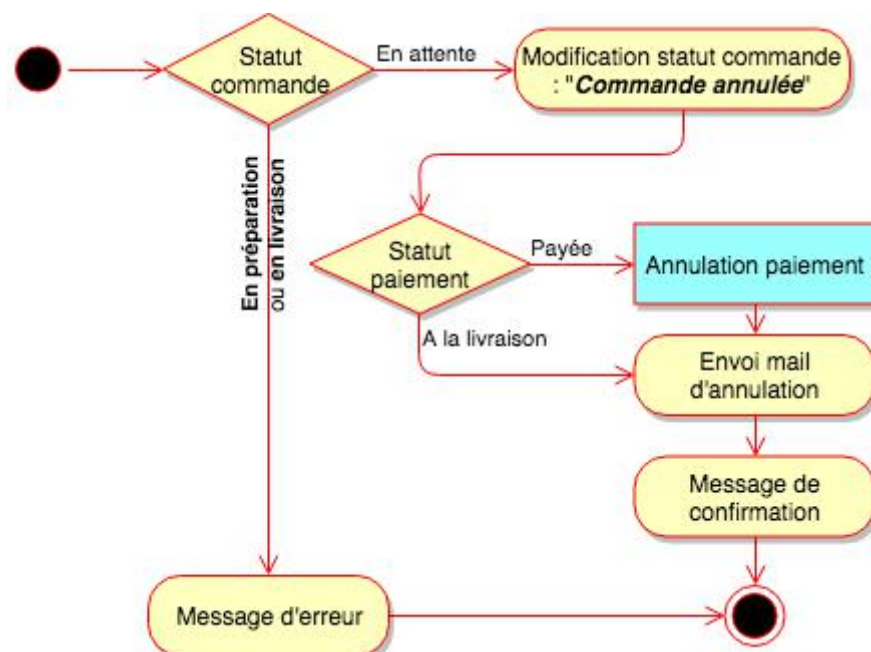 Statut
commande
En attente
Modification statut commande
: "Commande annulée"
En préparation
ou en livraison
Statut
paiement
Payée
Annulation paiement
A la livraison
Envoi mail
d'annulation
Message de
confirmation
Message d'erreur